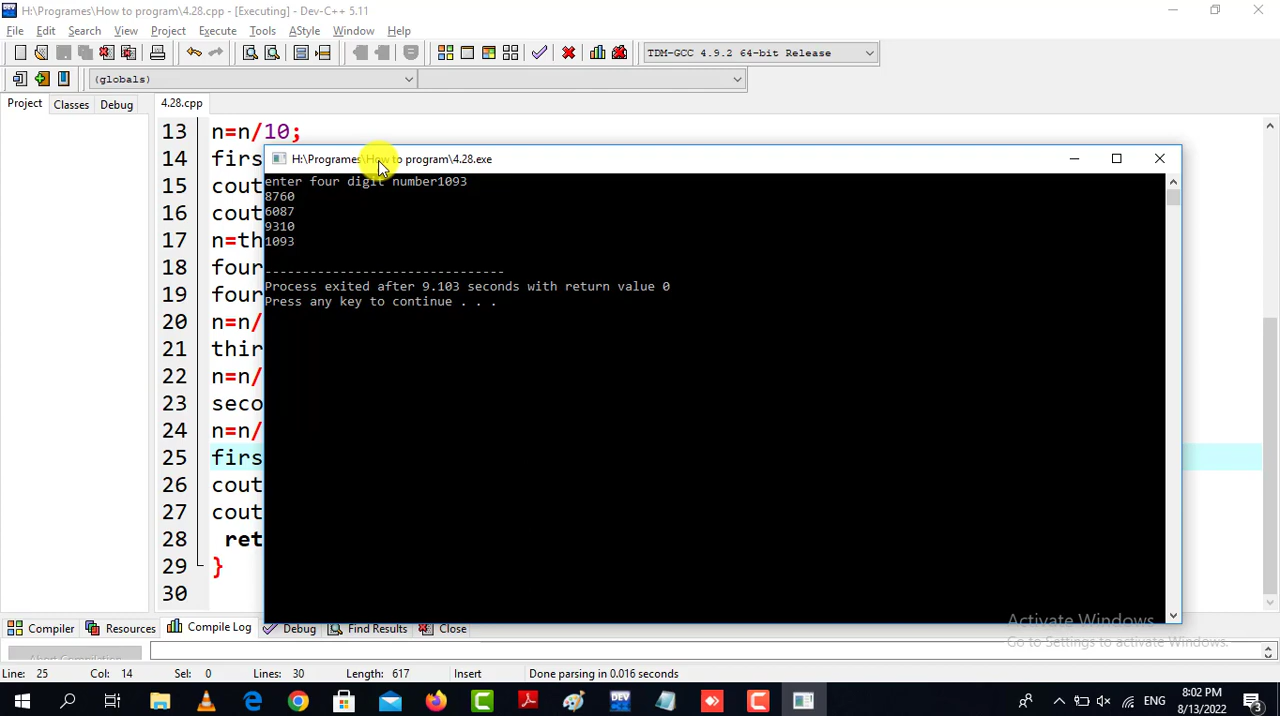 H:\Programes\How to program\4.28.cpp - [Executing] - Dev-C++ 5.11
File Edit Search View Project Execute Tools AStyle Window Help
TDM-GCC 4.9.2 64-bit Release
(globals)
Project Classes Debug 4.28.cpp
13 n=n/10;
14 firs
15 cout
16 cout
17 n=th
18 four
19 four
20 n=n/
21 thir
22 n=n/
23 seco
24 n=n/
25 firs
26 cout
27 cout
28 ret
29 }
30
H:\Programes\How to program\4.28.exe
enter four digit number1093
8760
6087
9310
1093
--------------------------------
Process exited after 9.103 seconds with return value 0
Press any key to continue . . .
Activate Windows
Go to Settings to activate Windows.
Compiler Resources Compile Log Debug Find Results Close
Abort Compilation
Line: 25 Col: 14 Sel: 0 Lines: 30 Length: 617 Insert Done parsing in 0.016 seconds
DEV
ENG
8:02 PM
8/13/2022
3